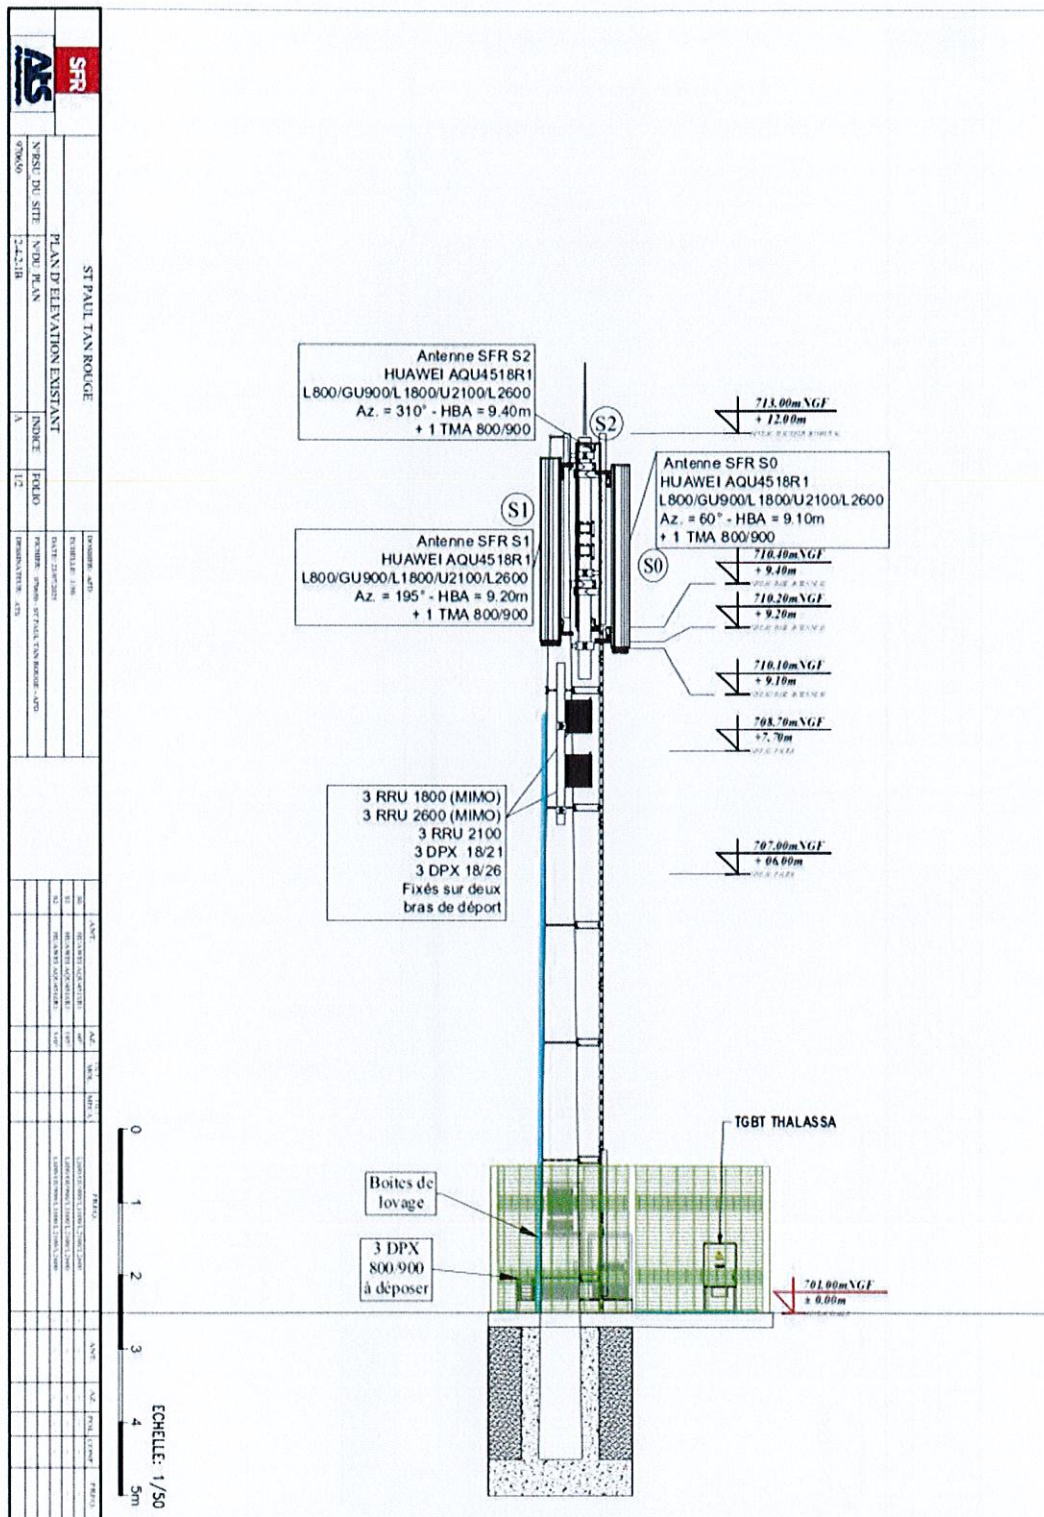 SFR
ATS
ST PAUL TAN ROUGE
PLAN D'ELEVATION EXISTANT
N°RSU DU SITE
N°DU PLAN
INDICE
FOLIO
970650
2-4-2.1B
A
1/2
Antenne SFR S2
HUAWEI AQU4518R1
L800/GU900/L1800/U2100/L2600
Az. = 310° - HBA = 9.40m
+ 1 TMA 800/900
S2
713.00mNGF
+ 12.00m
Antenne SFR S0
HUAWEI AQU4518R1
L800/GU900/L1800/U2100/L2600
Az. = 60° - HBA = 9.10m
+ 1 TMA 800/900
S1
Antenne SFR S1
HUAWEI AQU4518R1
L800/GU900/L1800/U2100/L2600
Az. = 195° - HBA = 9.20m
+ 1 TMA 800/900
S0
710.40mNGF
+ 9.40m
710.20mNGF
+ 9.20m
710.10mNGF
+ 9.10m
708.70mNGF
+7.70m
3 RRU 1800 (MIMO)
3 RRU 2600 (MIMO)
3 RRU 2100
3 DPX 18/21
3 DPX 18/26
Fixés sur deux
bras de déport
707.00mNGF
+ 06.00m
TGBT THALASSA
Boites de
lovage
3 DPX
800/900
à déposer
701.00mNGF
± 0.00m
0
1
2
3
4
5m
ECHELLE: 1/50